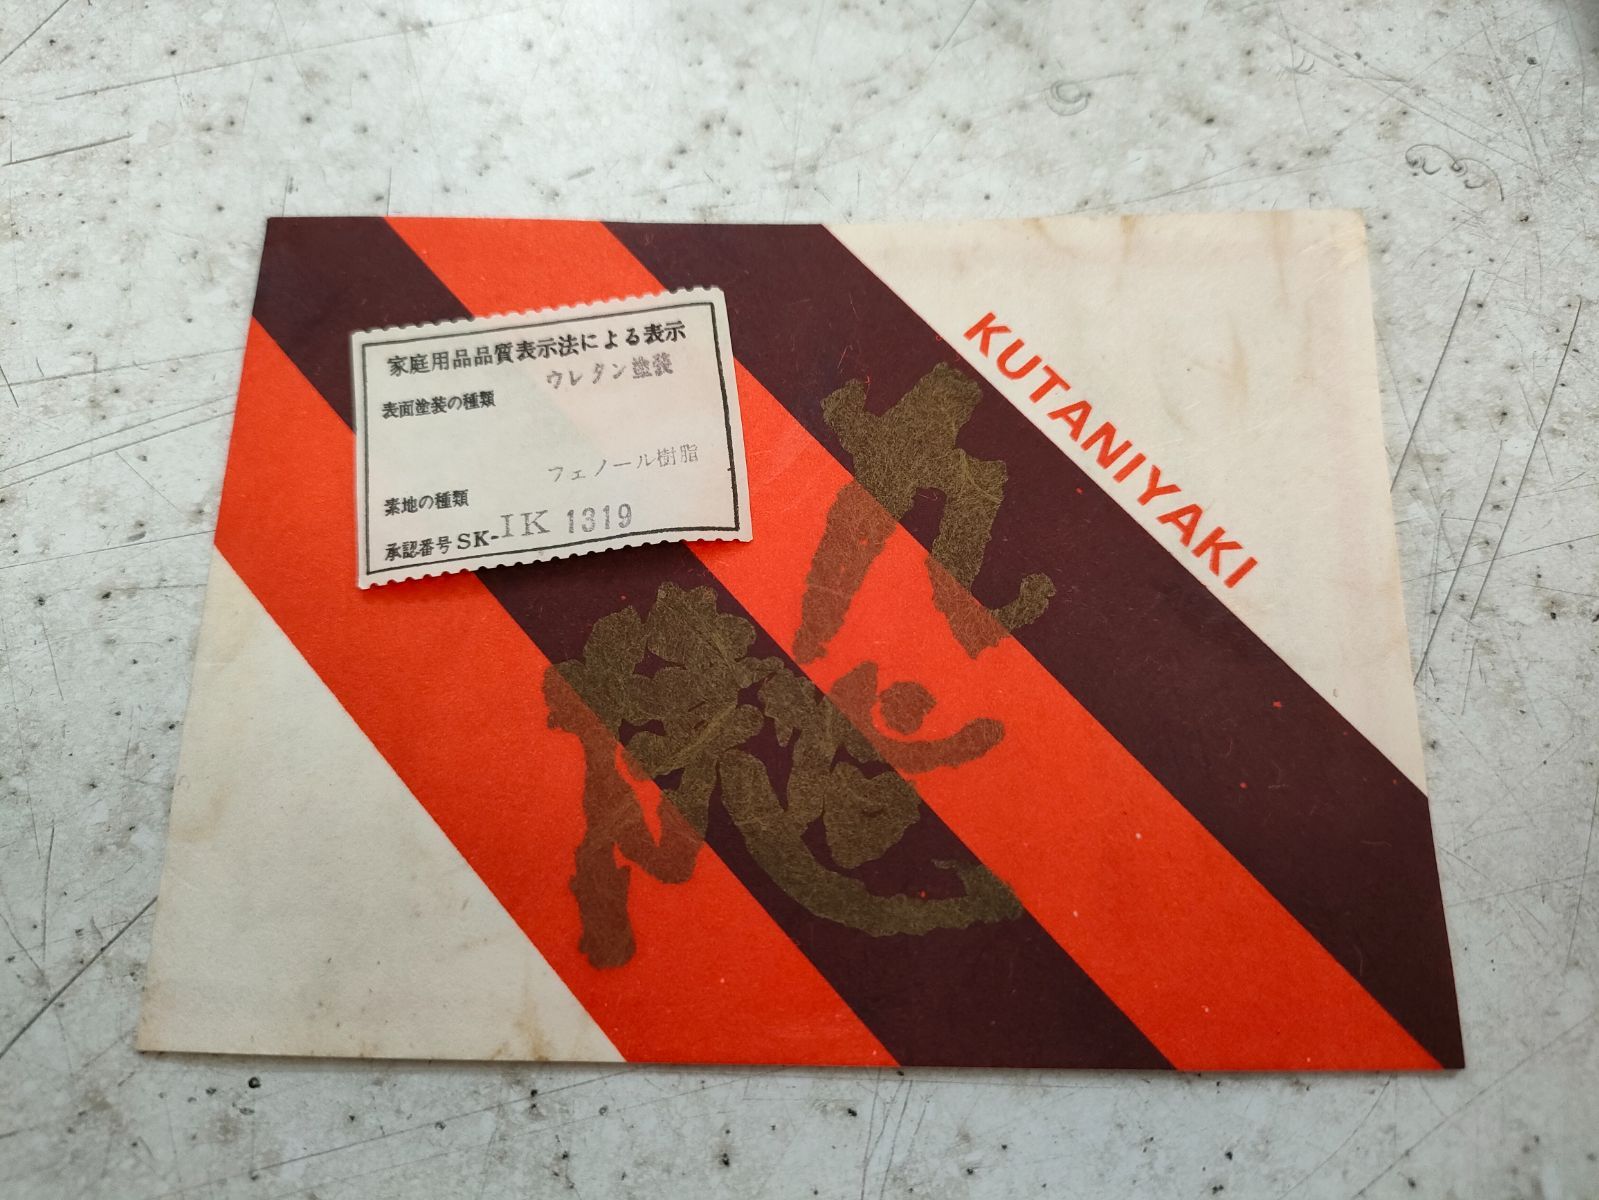 家庭用品品質表示法による表示
ウレタン塗装
表面塗装の種類
フェノール樹脂
素地の種類
承認番号 SK-IK 1319
KUTANIYAKI
九谷焼